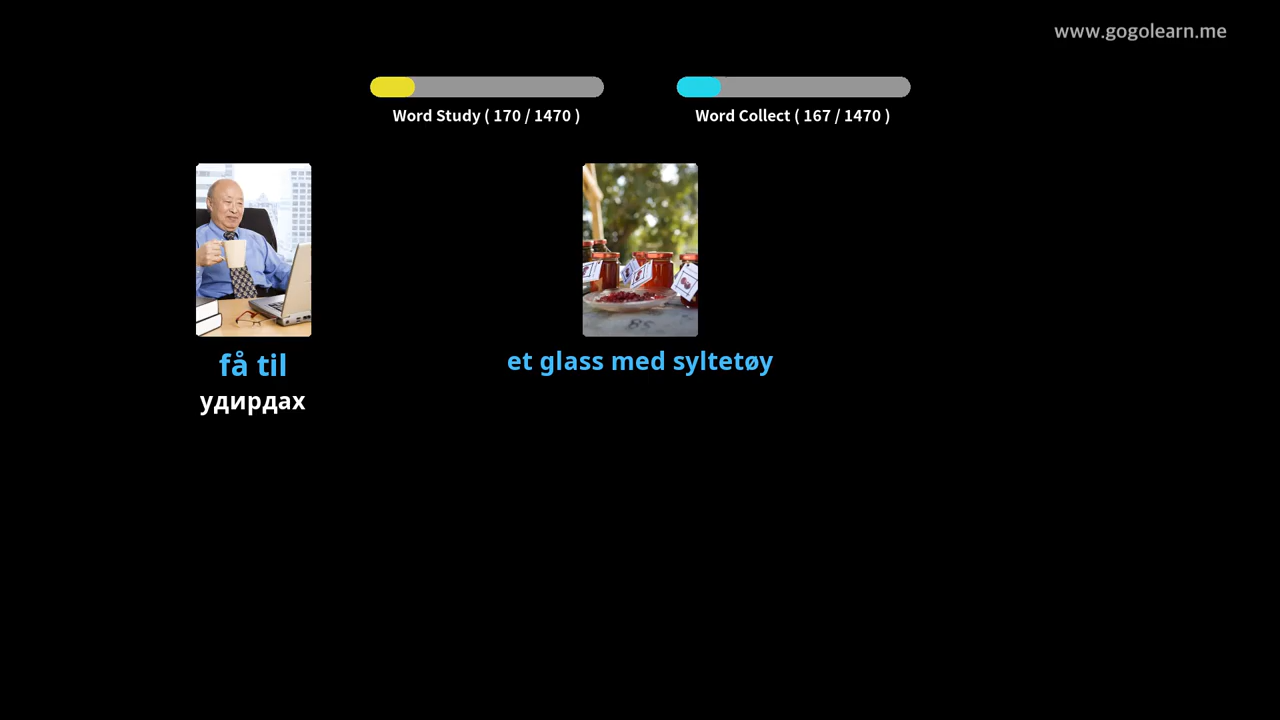 www.gogolearn.me
Word Study ( 170 / 1470 )
Word Collect ( 167 / 1470 )
få til
удирдах
et glass med syltetøy